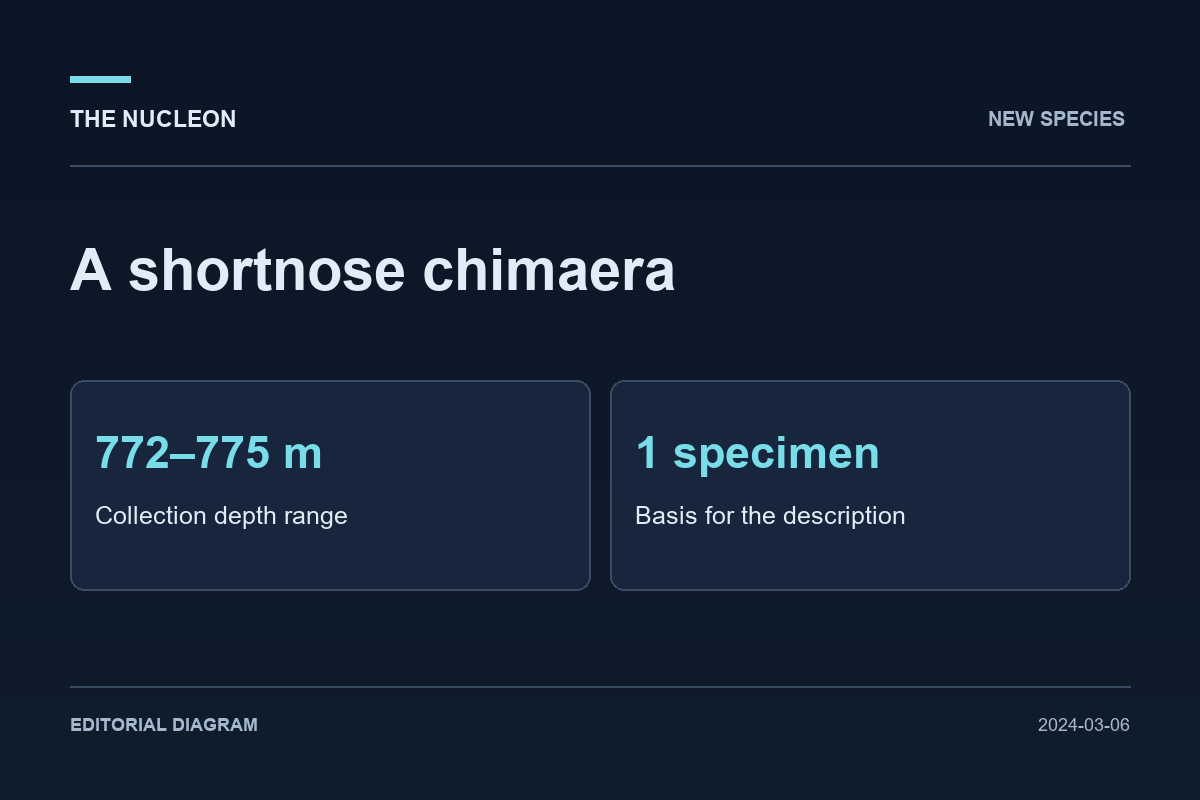 THE NUCLEON
NEW SPECIES
A shortnose chimaera
772–775 m
Collection depth range
1 specimen
Basis for the description
EDITORIAL DIAGRAM
2024-03-06